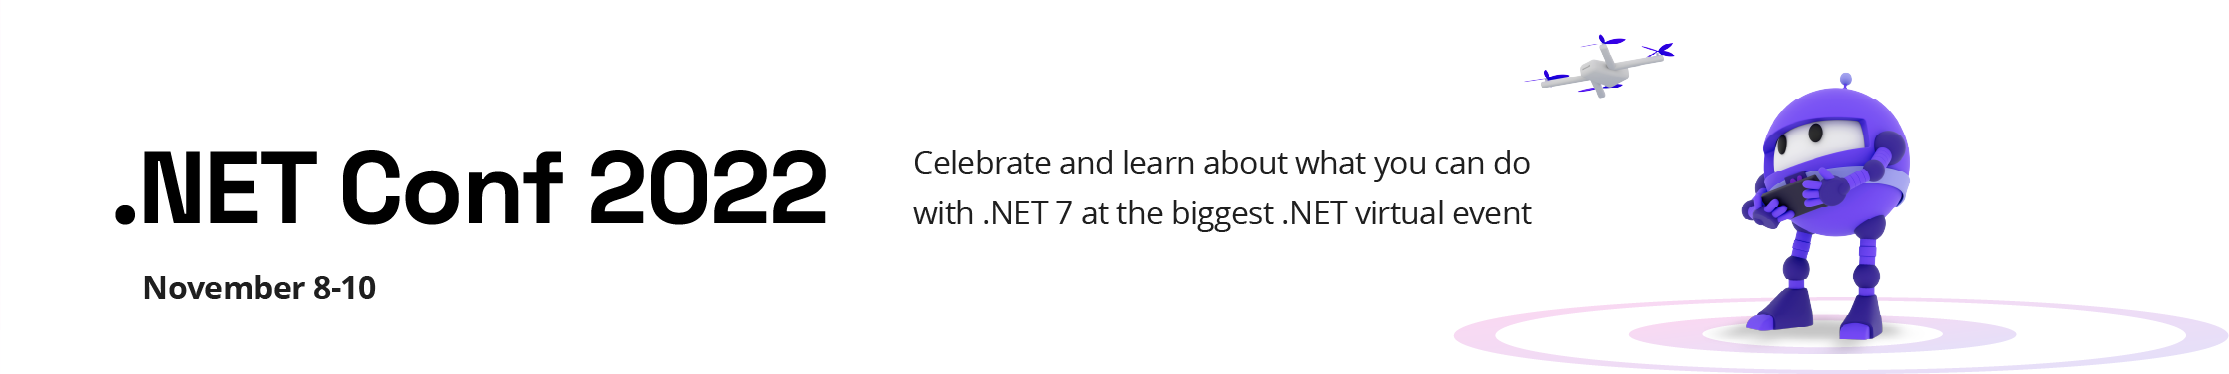 .NET Conf 2022
November 8-10
Celebrate and learn about what you can do
with .NET 7 at the biggest .NET virtual event